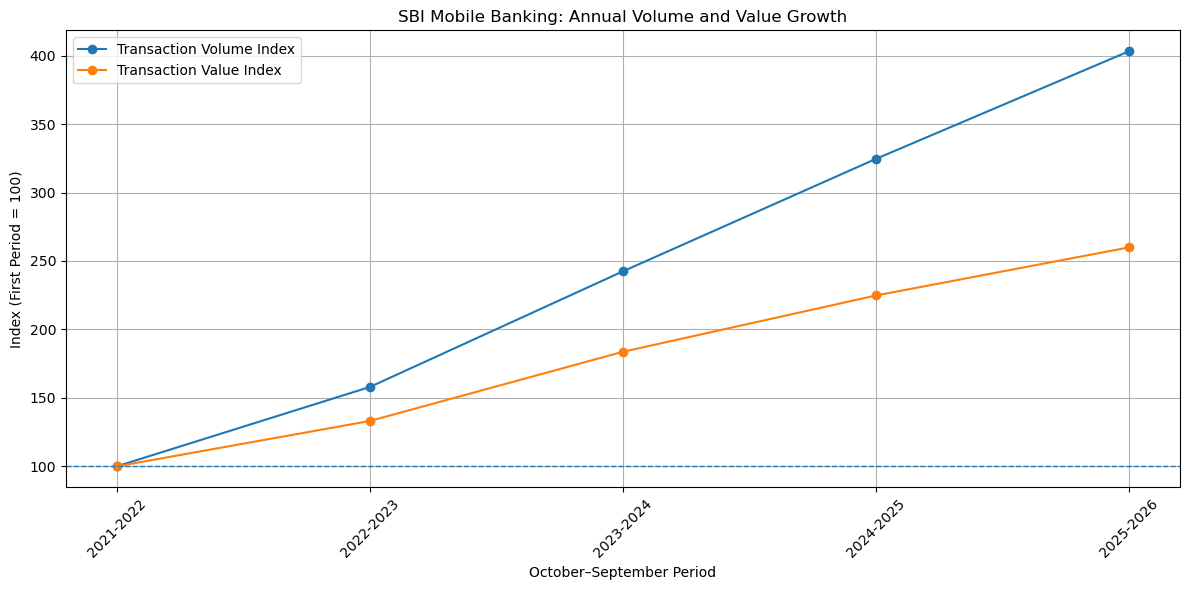 SBI Mobile Banking: Annual Volume and Value Growth
Transaction Volume Index
Transaction Value Index
Index (First Period = 100)
400
350
300
250
200
150
100
2021-2022
2022-2023
2023-2024
2024-2025
2025-2026
October–September Period